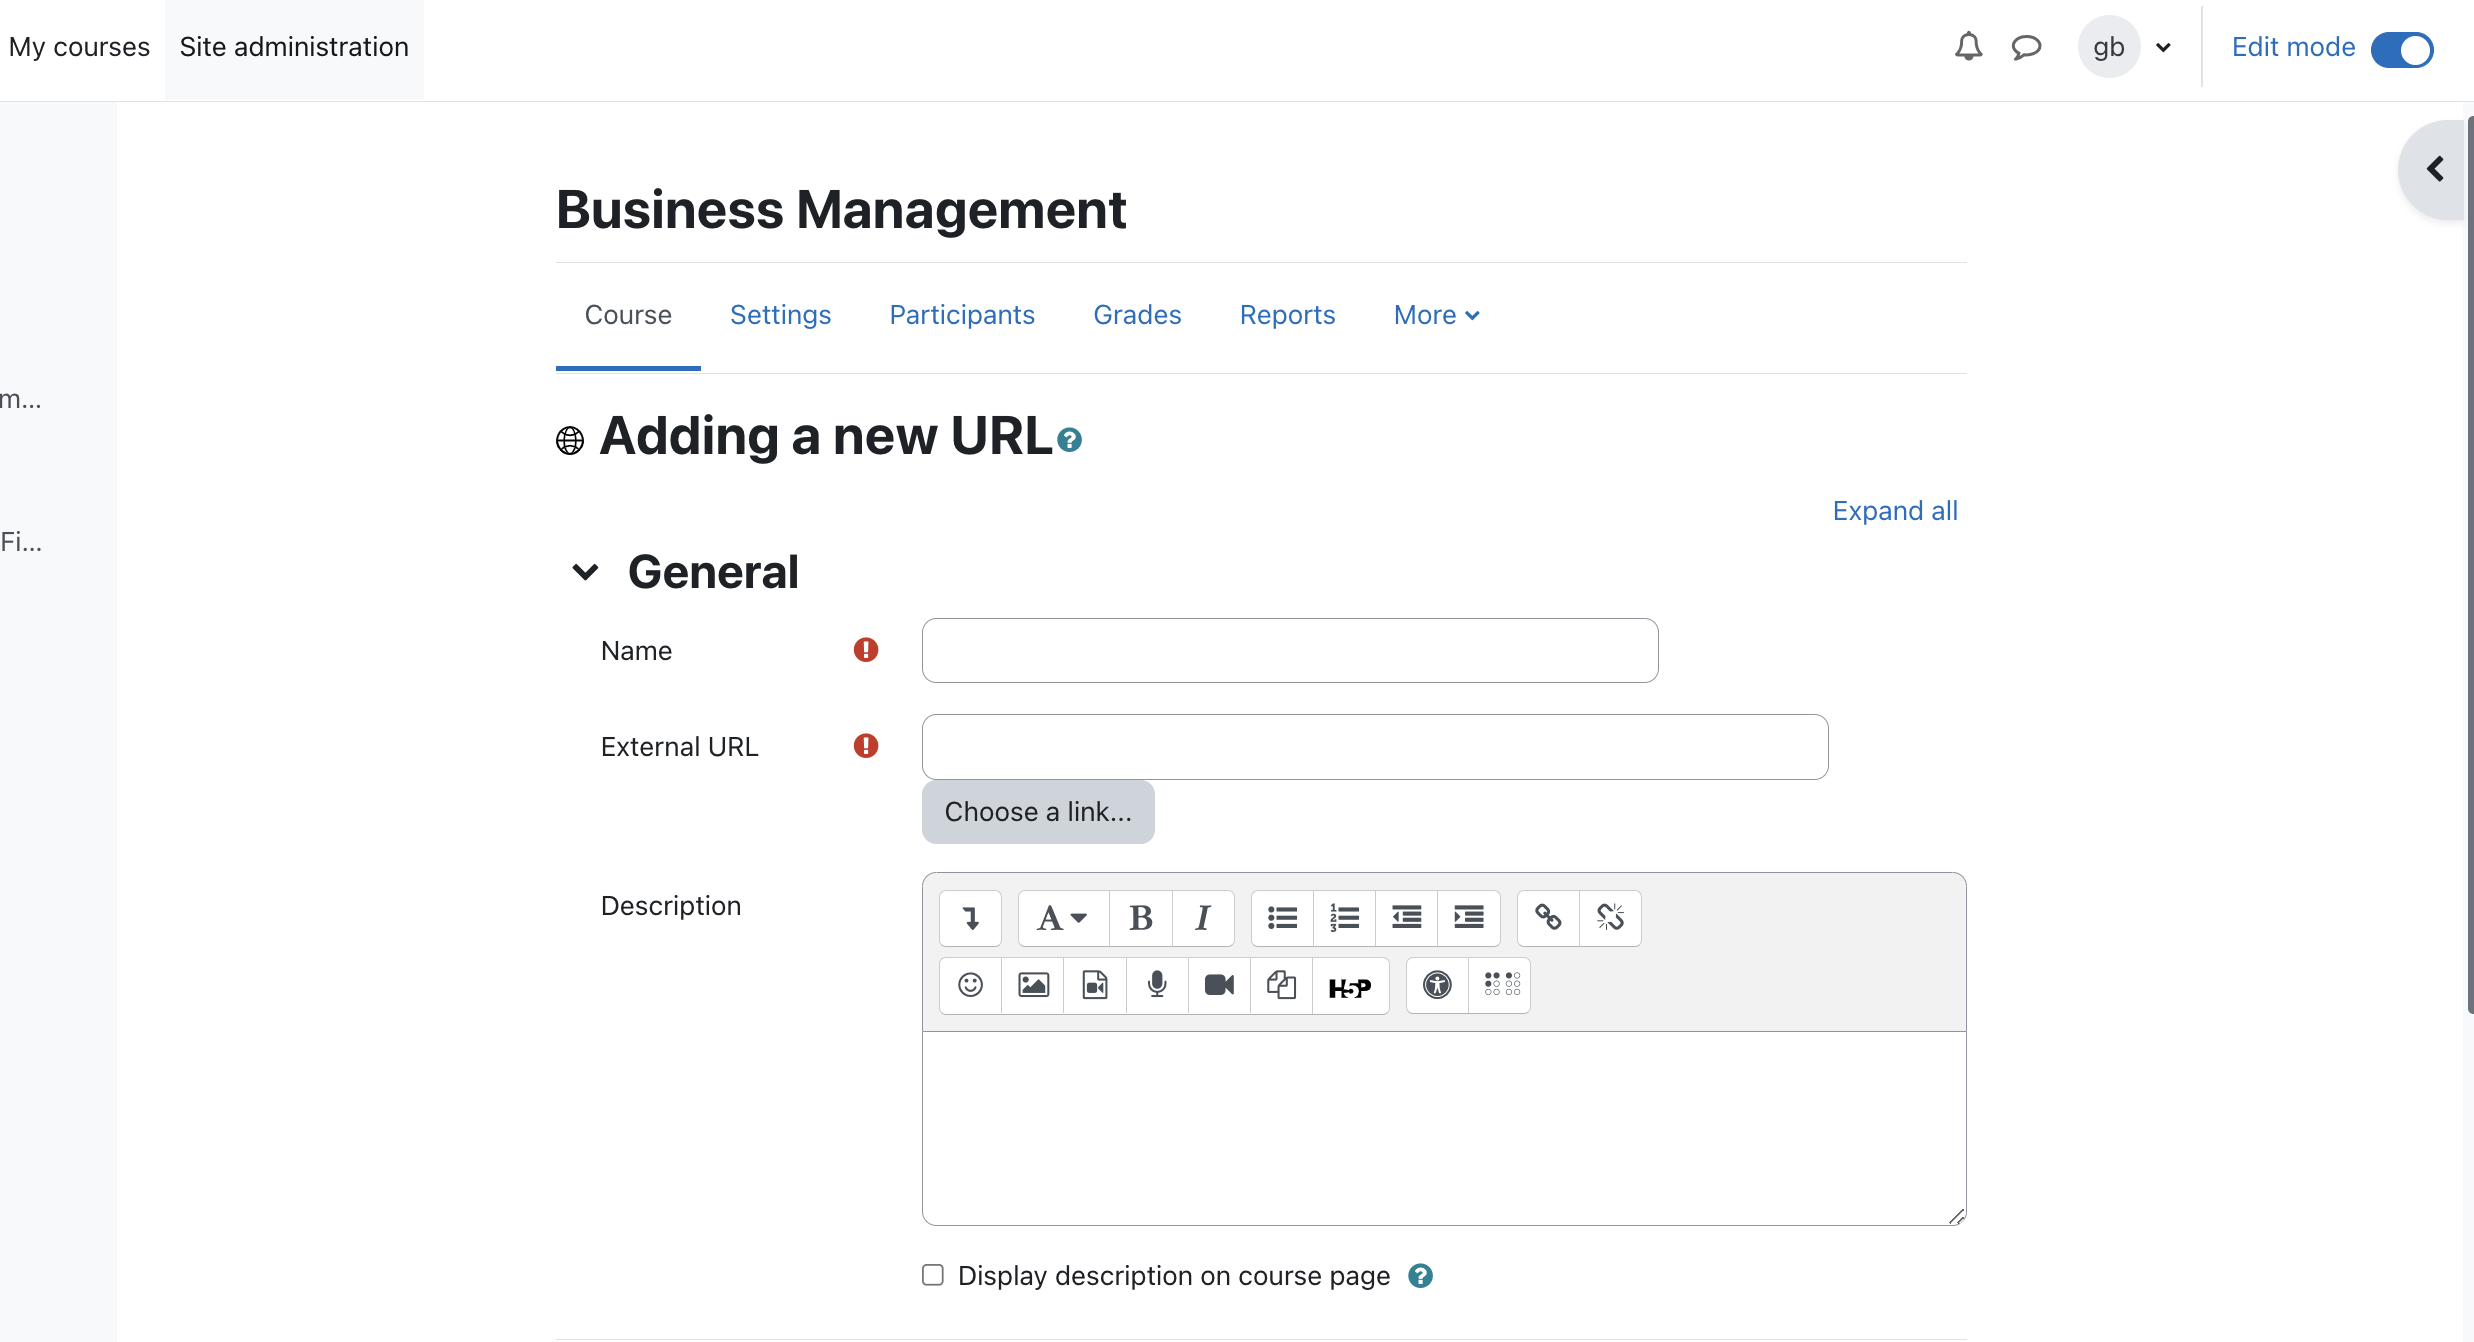 My courses
Site administration
gb
Edit mode
m...
Fi...
Business Management
Course
Settings
Participants
Grades
Reports
More
Adding a new URL
Expand all
General
Name
External URL
Choose a link...
Description
A B I
H5P
Display description on course page